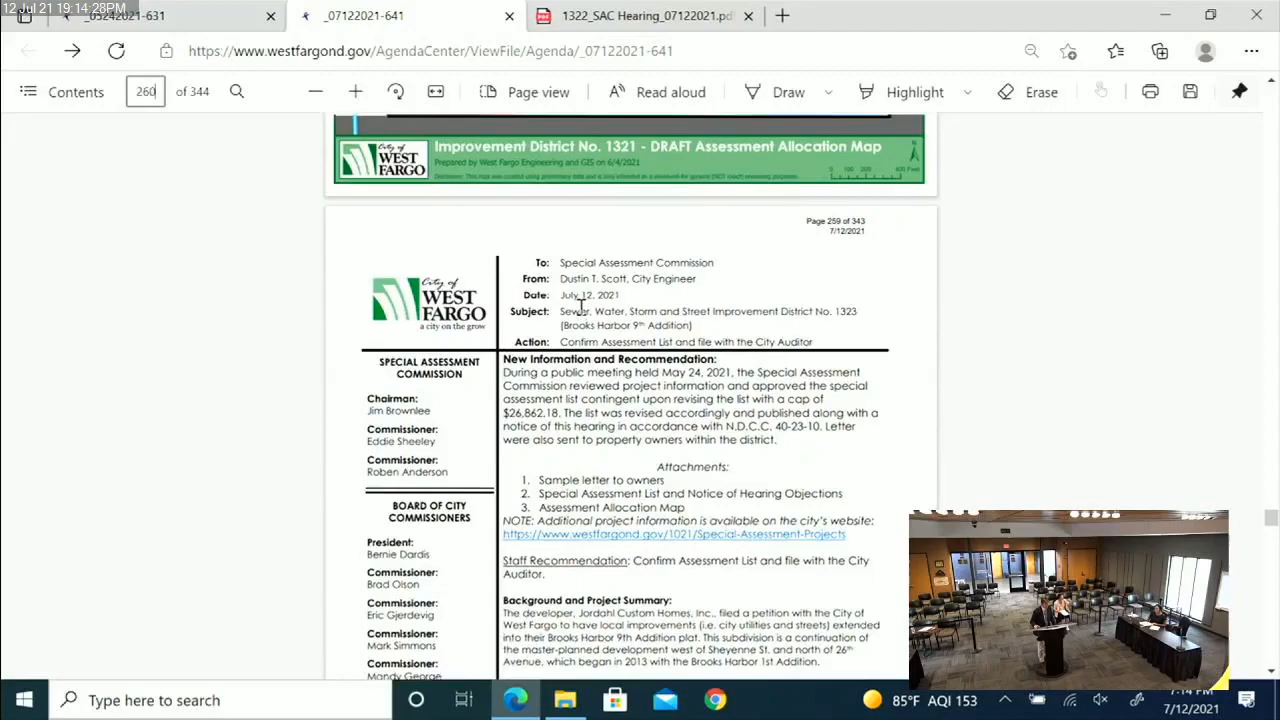 12 Jul 21 19:14:28PM
_05242021-631
_07122021-641
1322_SAC Hearing_07122021.pdf
https://www.westfargond.gov/AgendaCenter/ViewFile/Agenda/_07122021-641
Contents
260
of 344
Page view
Read aloud
Draw
Highlight
Erase
City of
WEST
FARGO
Improvement District No. 1321 - DRAFT Assessment Allocation Map
Prepared by West Fargo Engineering and GIS on 6/4/2021
Page 259 of 343
7/12/2021
City of
WEST
FARGO
a city on the grow
To: Special Assessment Commission
From: Dustin T. Scott, City Engineer
Date: July 12, 2021
Subject: Sewer, Water, Storm and Street Improvement District No. 1323
(Brooks Harbor 9th Addition)
Action: Confirm Assessment List and file with the City Auditor
SPECIAL ASSESSMENT
COMMISSION
Chairman:
Jim Brownlee
Commissioner:
Eddie Sheeley
Commissioner:
Roben Anderson
BOARD OF CITY
COMMISSIONERS
President:
Bernie Dardis
Commissioner:
Brad Olson
Commissioner:
Eric Gjerdevig
Commissioner:
Mark Simmons
Commissioner:
Mandy George
New Information and Recommendation:
During a public meeting held May 24, 2021, the Special Assessment
Commission reviewed project information and approved the special
assessment list contingent upon revising the list with a cap of
$26,862.18. The list was revised accordingly and published along with a
notice of this hearing in accordance with N.D.C.C. 40-23-10. Letter
were also sent to property owners within the district.
Attachments:
1. Sample letter to owners
2. Special Assessment List and Notice of Hearing Objections
3. Assessment Allocation Map
NOTE: Additional project information is available on the city's website:
https://www.westfargond.gov/1021/Special-Assessment-Projects
Staff Recommendation: Confirm Assessment List and file with the City
Auditor.
Background and Project Summary:
The developer, Jordahl Custom Homes, Inc., filed a petition with the City of
West Fargo to have local improvements (i.e. city utilities and streets) extended
into their Brooks Harbor 9th Addition plat. This subdivision is a continuation of
the master-planned development west of Sheyenne St. and north of 26th
Avenue, which began in 2013 with the Brooks Harbor 1st Addition.
Type here to search
85°F AQI 153
7:14 PM
7/12/2021